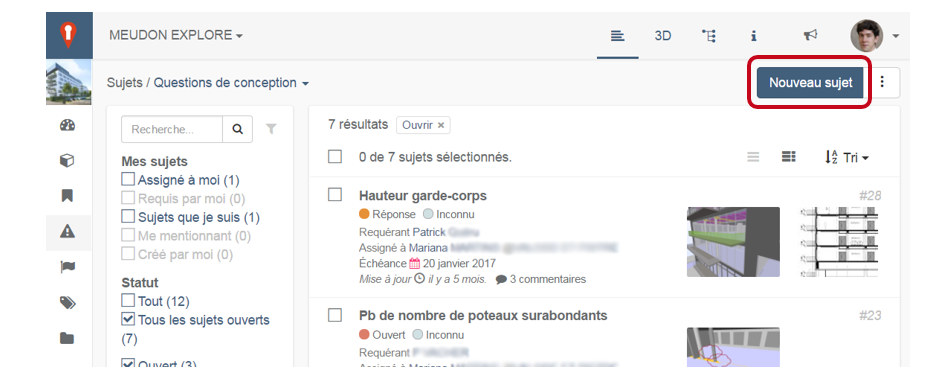 MEUDON EXPLORE
3D
Sujets / Questions de conception
Nouveau sujet
Recherche...
Mes sujets
Assigné à moi (1)
Requis par moi (0)
Sujets que je suis (1)
Me mentionnant (0)
Créé par moi (0)
Statut
Tout (12)
Tous les sujets ouverts
(7)
Ouvert (3)
7 résultats Ouvrir ×
0 de 7 sujets sélectionnés.
Tri
Hauteur garde-corps #28
Réponse Inconnu
Requérant Patrick
Assigné à Mariana
Échéance 20 janvier 2017
Mise à jour il y a 5 mois. 3 commentaires
Pb de nombre de poteaux surabondants #23
Ouvert Inconnu
Requérant
Assigné à Mariana